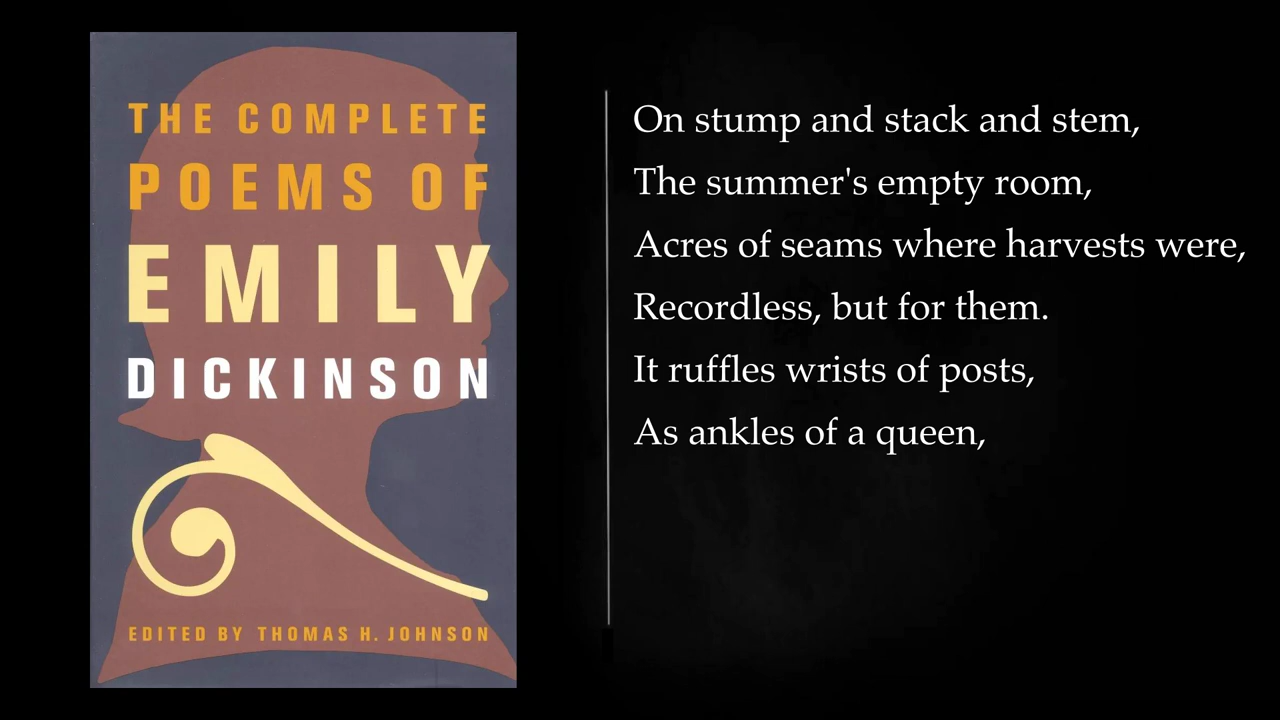 THE COMPLETE
POEMS OF
EMILY
DICKINSON
EDITED BY THOMAS H. JOHNSON
On stump and stack and stem,
The summer's empty room,
Acres of seams where harvests were,
Recordless, but for them.
It ruffles wrists of posts,
As ankles of a queen,